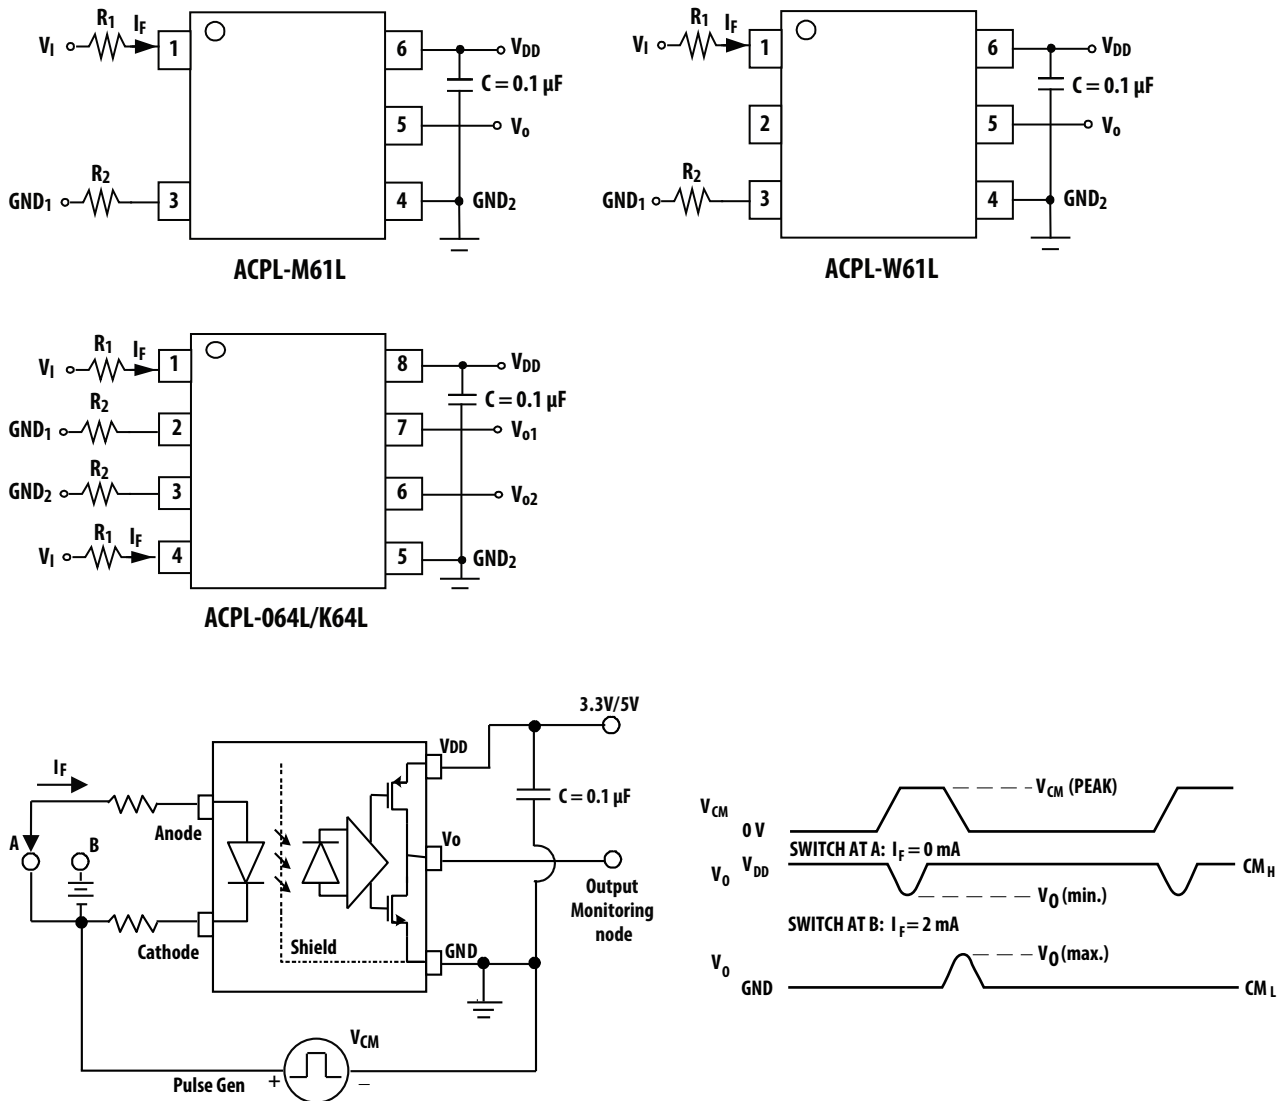 R1 IF
VI 1 6 VDD
C = 0.1 µF
5 Vo
R2
GND1 3 4 GND2
ACPL-M61L
R1 IF
VI 1 6 VDD
C = 0.1 µF
2 5 Vo
R2
GND1 3 4 GND2
ACPL-W61L
R1 IF
VI 1 8 VDD
C = 0.1 µF
R2
GND1 2 7 Vo1
R2
GND2 3 6 Vo2
R1 IF
VI 4 5 GND2
ACPL-064L/K64L
3.3V/5V
VDD
IF
C = 0.1 µF
Anode
A B
Vo
Output
Monitoring
node
Cathode
Shield
GND
VCM
Pulse Gen + –
VCM
VCM (PEAK)
0 V
SWITCH AT A: IF = 0 mA
VO VDD CMH
VO (min.)
SWITCH AT B: IF = 2 mA
VO (max.)
VO
GND CML